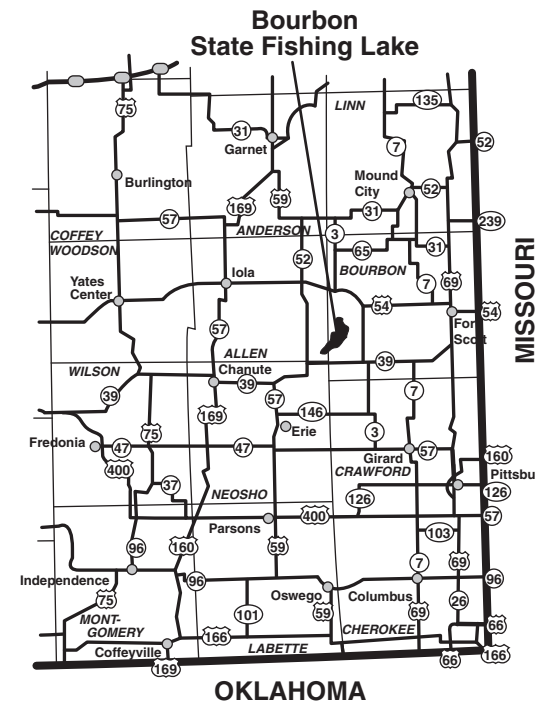 Bourbon
State Fishing Lake
LINN
135
75
31
Garnet
7
52
Mound
City
52
Burlington
169
59
31
57
239
ANDERSON
3
COFFEY
WOODSON
65
31
52
BOURBON
Iola
7
69
Yates
Center
54
54
Fort
Scott
MISSOURI
57
ALLEN
39
WILSON
Chanute
39
39
57
7
169
146
Erie
75
3
Fredonia
47
47
57
Girard
160
400
CRAWFORD
Pittsbu
37
126
126
NEOSHO
400
57
Parsons
103
96
160
59
7
69
Independence
96
96
Oswego
Columbus
75
101
59
69
26
MONT-
GOMERY
166
CHEROKEE
66
Coffeyville
LABETTE
169
66
166
OKLAHOMA